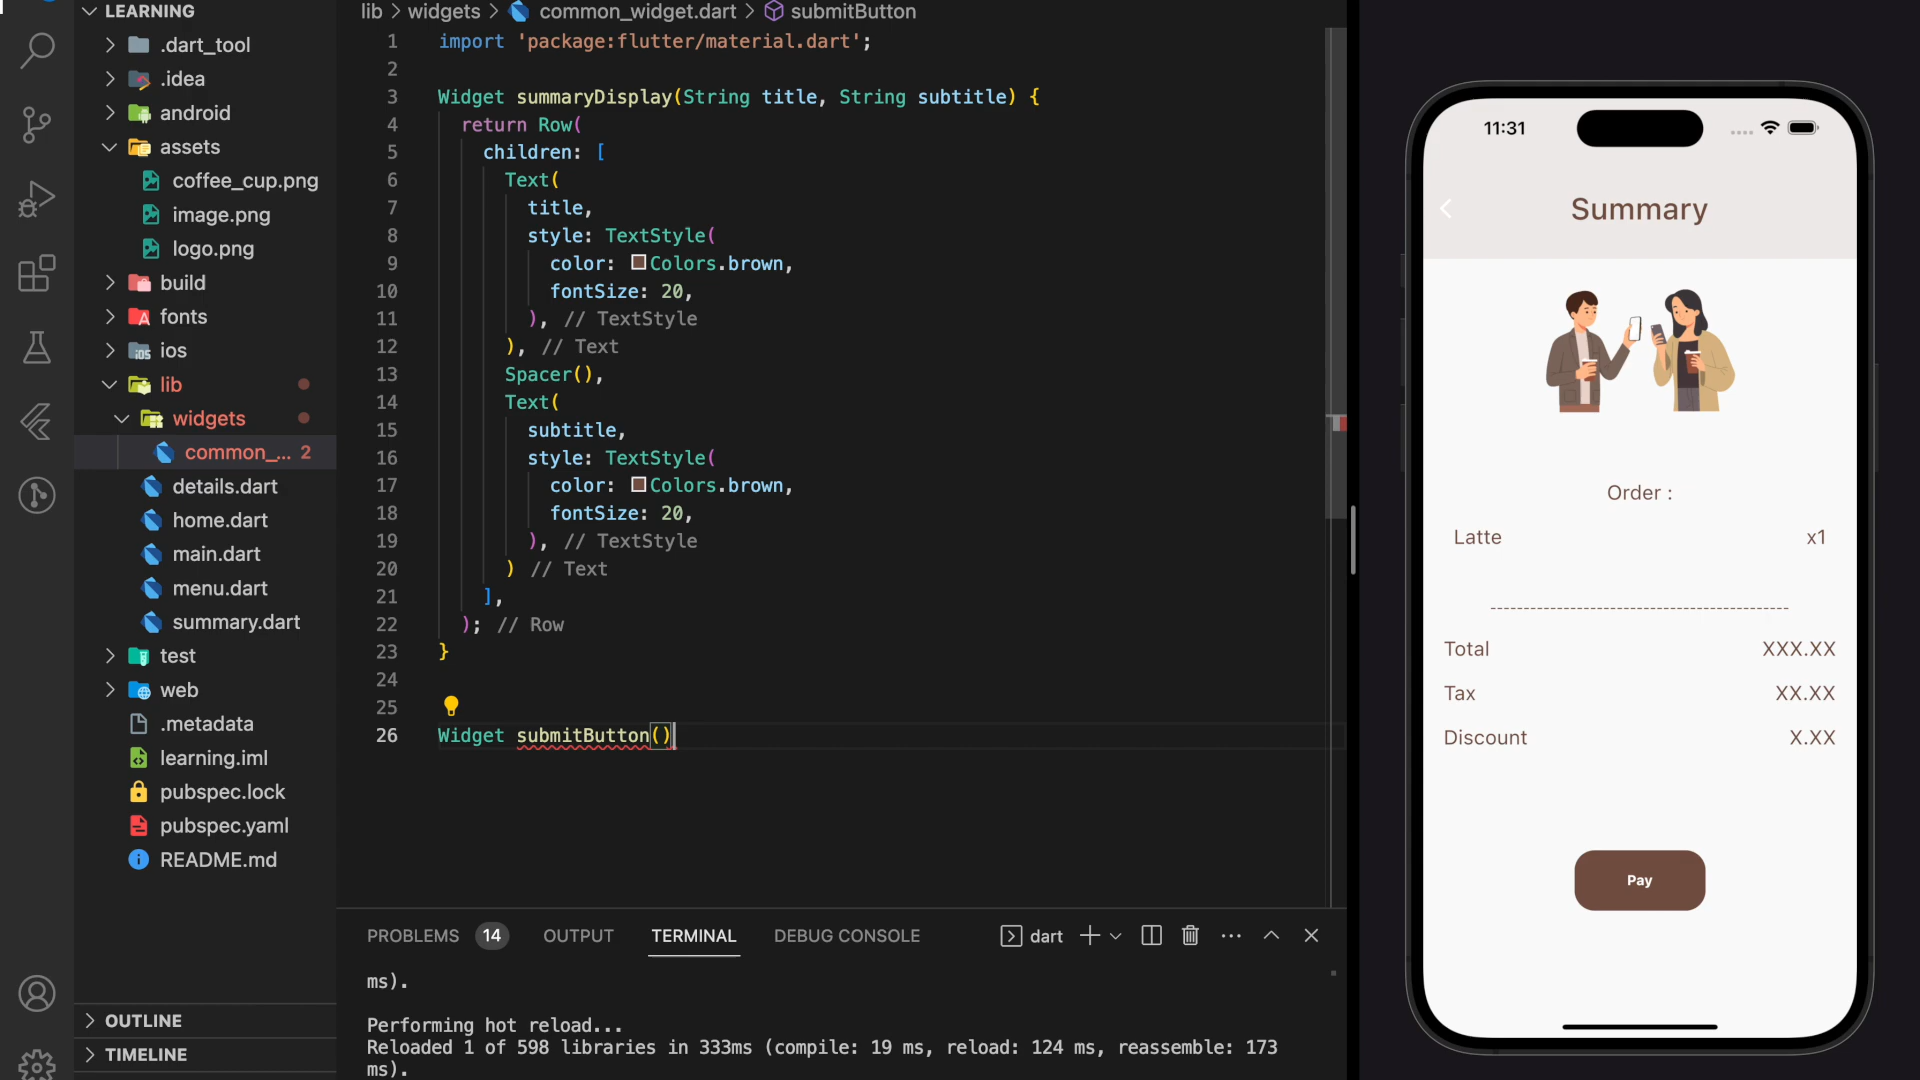 LEARNING
.dart_tool
.idea
android
assets
coffee_cup.png
image.png
logo.png
build
fonts
ios
lib
widgets
common_... 2
details.dart
home.dart
main.dart
menu.dart
summary.dart
test
web
.metadata
learning.iml
pubspec.lock
pubspec.yaml
README.md
OUTLINE
TIMELINE
lib > widgets > common_widget.dart > submitButton
1 import 'package:flutter/material.dart';
2
3 Widget summaryDisplay(String title, String subtitle) {
4 return Row(
5 children: [
6 Text(
7 title,
8 style: TextStyle(
9 color: Colors.brown,
10 fontSize: 20,
11 ), // TextStyle
12 ), // Text
13 Spacer(),
14 Text(
15 subtitle,
16 style: TextStyle(
17 color: Colors.brown,
18 fontSize: 20,
19 ), // TextStyle
20 ) // Text
21 ],
22 ); // Row
23 }
24
25
26 Widget submitButton()
PROBLEMS 14 OUTPUT TERMINAL DEBUG CONSOLE dart
ms).
Performing hot reload...
Reloaded 1 of 598 libraries in 333ms (compile: 19 ms, reload: 124 ms, reassemble: 173
ms).
11:31
Summary
Order :
Latte x1
---------------------------------------------
Total XXX.XX
Tax XX.XX
Discount X.XX
Pay